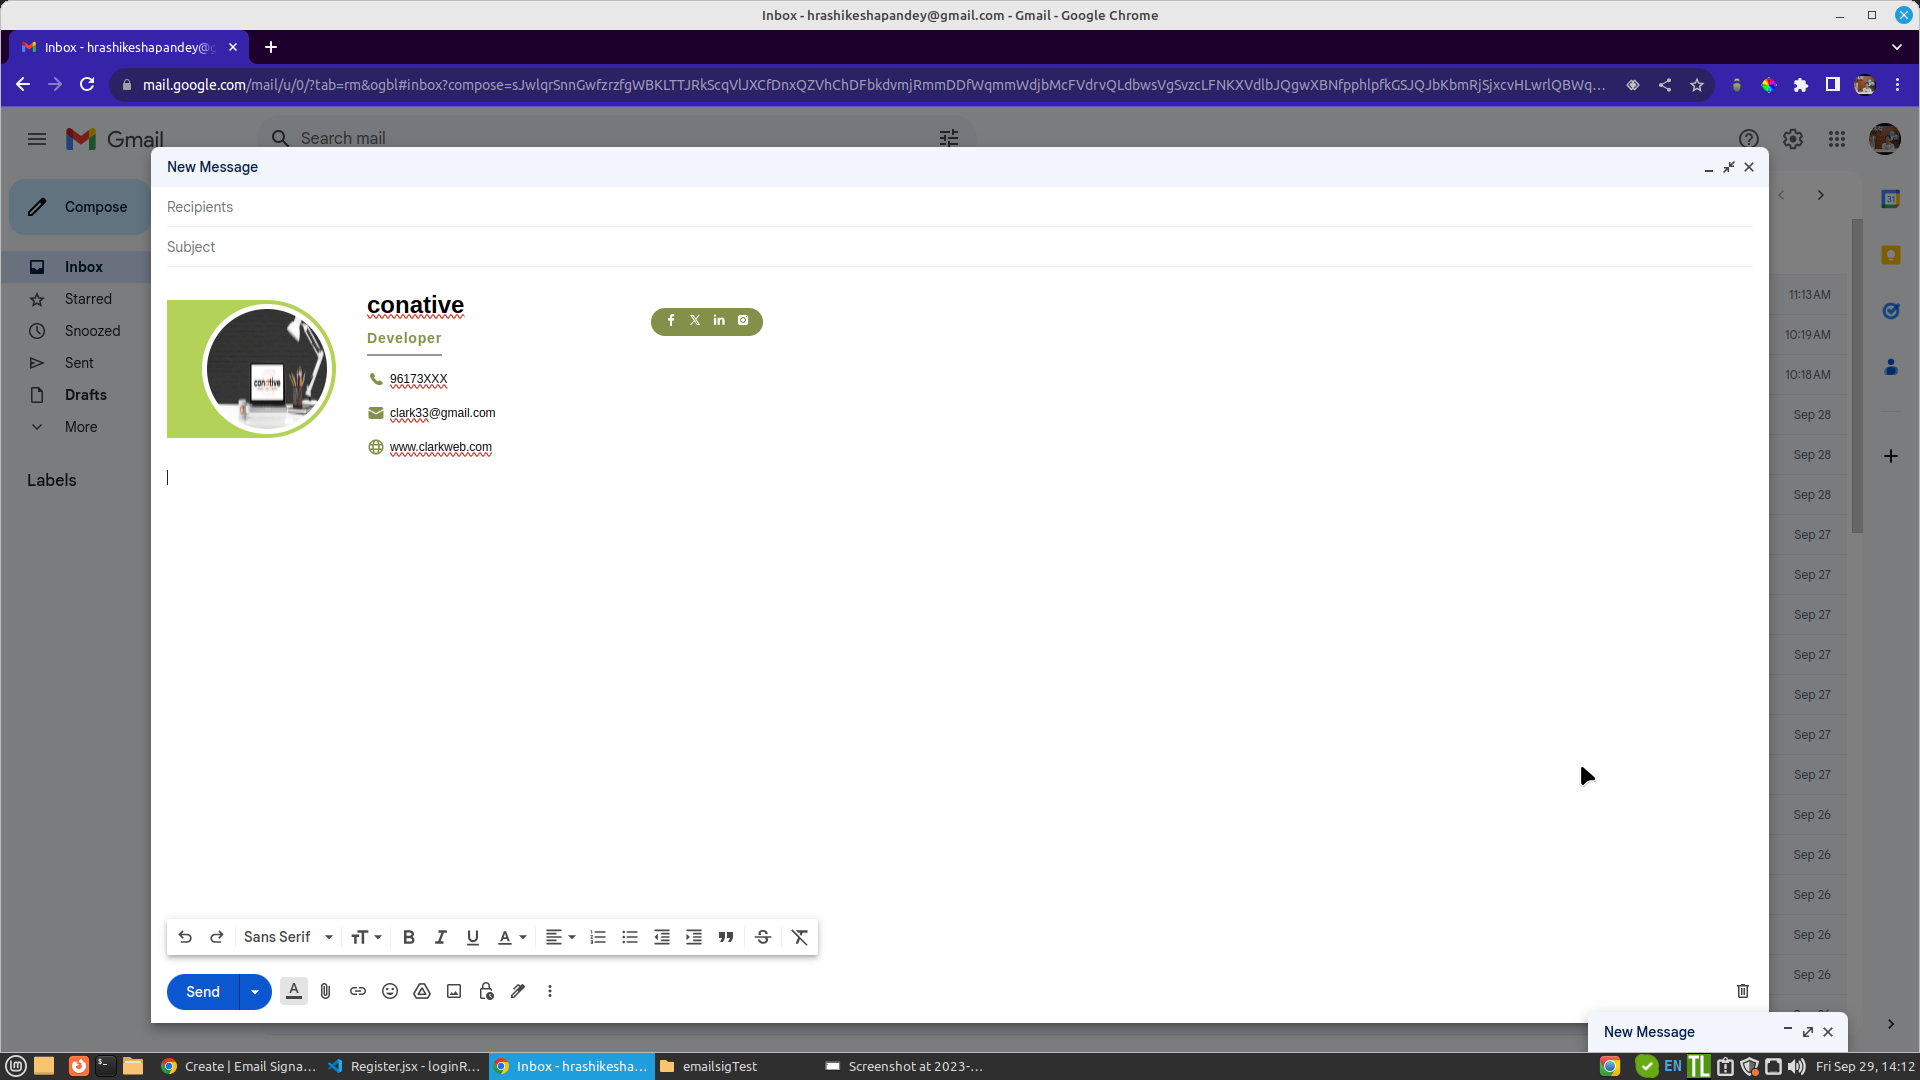 Inbox - hrashikeshapandey@gmail.com - Gmail - Google Chrome
Inbox - hrashikeshapandey@g
mail.google.com/mail/u/0/?tab=rm&ogbl#inbox?compose=sJwlqrSnnGwfzrzfgWBKLTTJRkScqVlJXCfDnxQZVhChDFbkdvmjRmmDDfWqmmWdjbMcFVdrvQLdbwsVgSvzcLFNKXVdlbJQgwXBNfpphlpfkGSJQJbKbmRjSjxcvHLwrlQBWq...
Gmail
Search mail
Compose
Inbox
Starred
Snoozed
Sent
Drafts
More
Labels
New Message
Recipients
Subject
conative
conative
Developer
96173XXX
clark33@gmail.com
www.clarkweb.com
11:13 AM
10:19 AM
10:18 AM
Sep 28
Sep 28
Sep 28
Sep 27
Sep 27
Sep 27
Sep 27
Sep 27
Sep 27
Sep 27
Sep 26
Sep 26
Sep 26
Sep 26
Sep 26
31
Sans Serif
Send
New Message
Create | Email Signa...
Register.jsx - loginR...
Inbox - hrashikesha...
emailsigTest
Screenshot at 2023-...
EN
TL
Fri Sep 29, 14:12